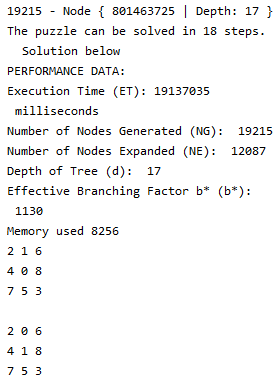 19215 - Node { 801463725 | Depth: 17 }
The puzzle can be solved in 18 steps.
Solution below
PERFORMANCE DATA:
Execution Time (ET): 19137035
milliseconds
Number of Nodes Generated (NG):  19215
Number of Nodes Expanded (NE):  12087
Depth of Tree (d):  17
Effective Branching Factor b* (b*):
1130
Memory used 8256
2 1 6
4 0 8
7 5 3
2 0 6
4 1 8
7 5 3